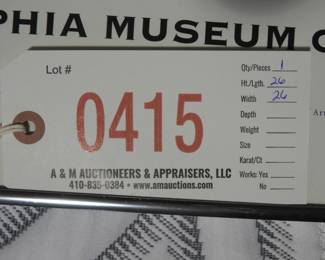 PHIA MUSEUM O
Lot #
0415
A & M AUCTIONEERS & APPRAISERS, LLC
410-835-0384 • www.amauctions.com
Qty/Pieces 1
Ht./Lgth. 26
Width 26
Depth
Weight
Size
Karat/Ct
Works: Yes
No
Ar